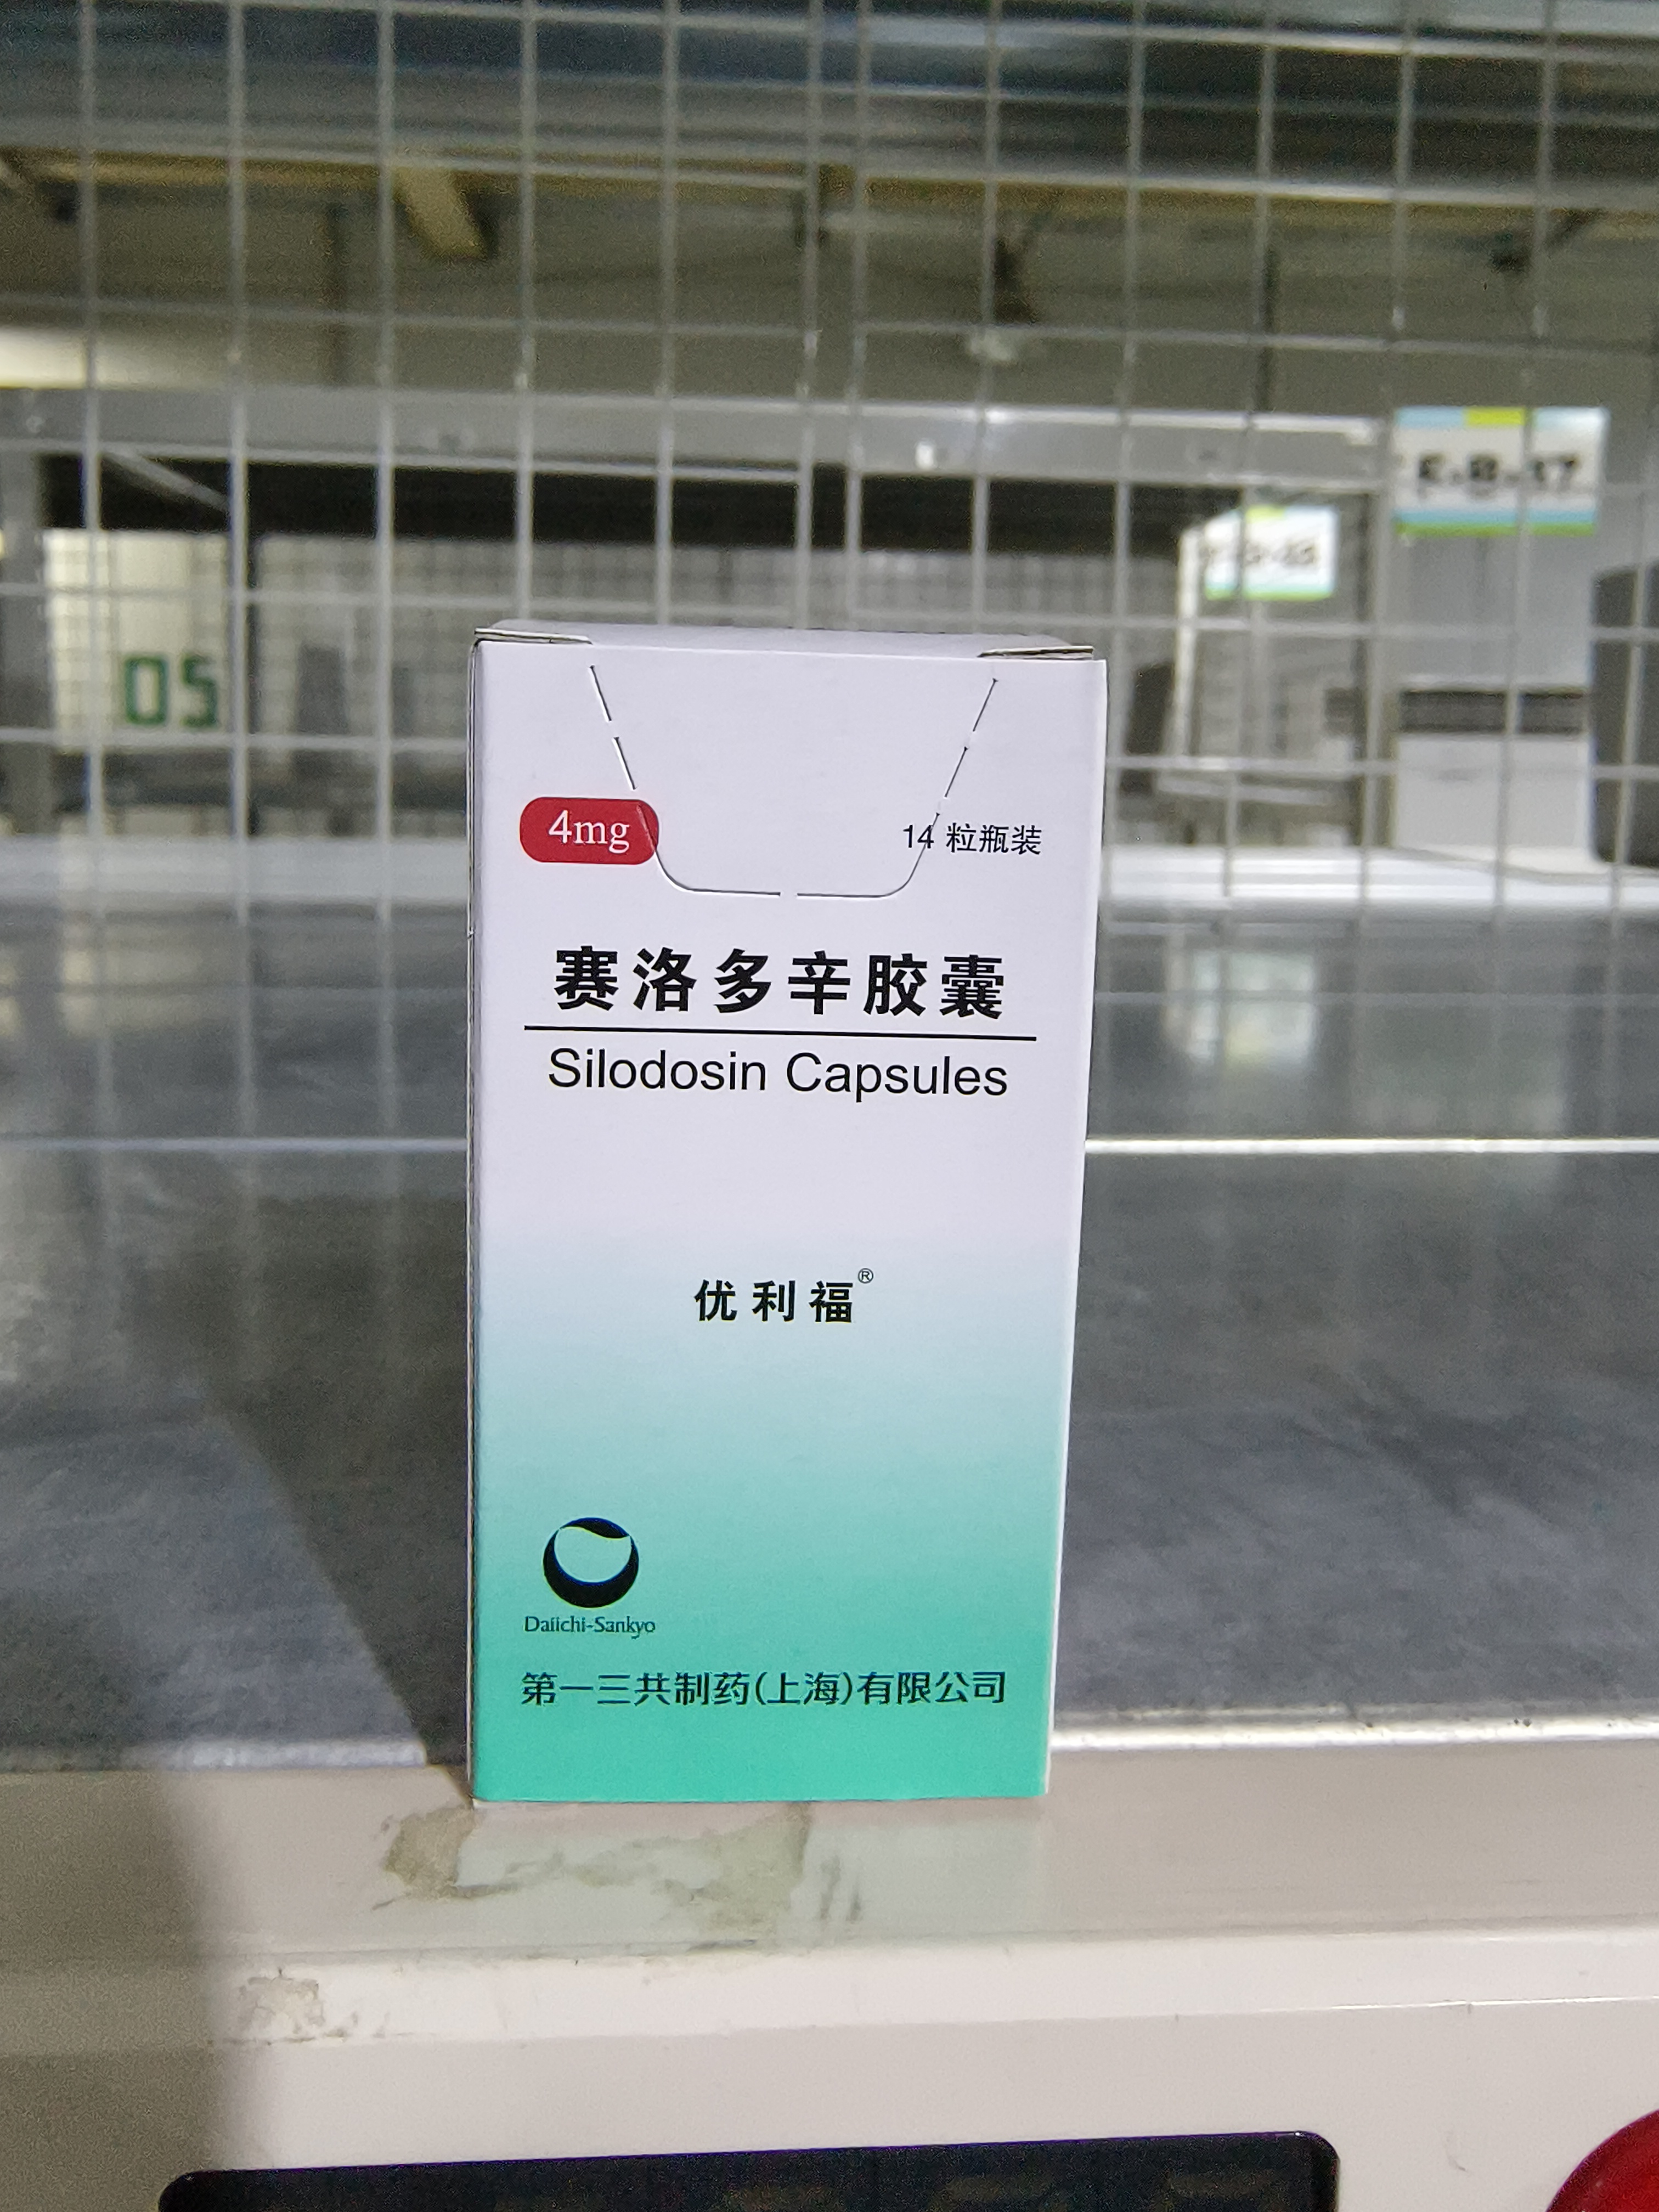 05
4mg
14 粒瓶装
赛洛多辛胶囊
Silodosin Capsules
优利福®
Daiichi-Sankyo
第一三共制药(上海)有限公司